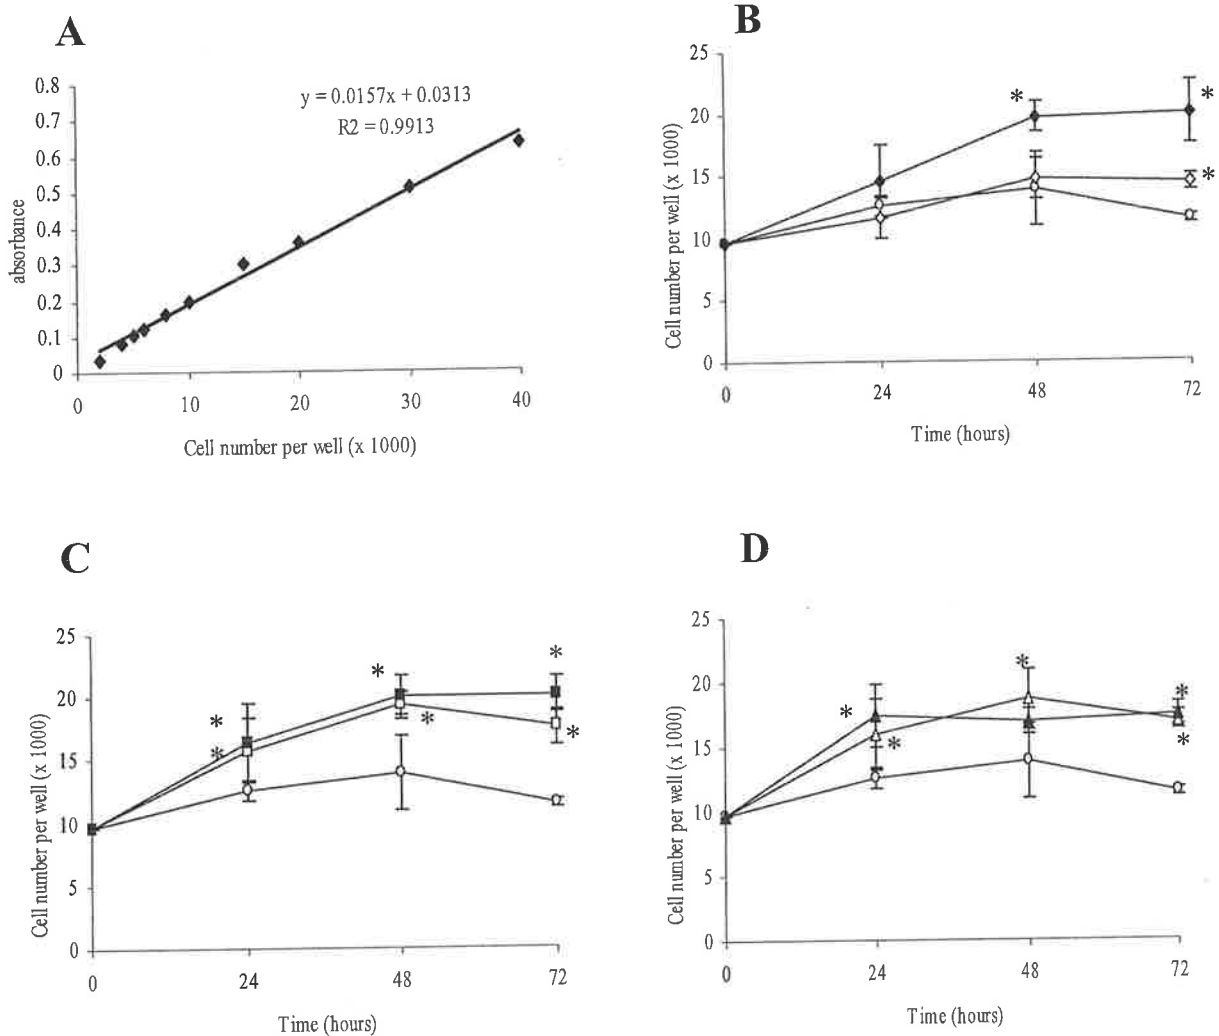 A
0.8
0.7
0.6
0.5
0.4
0.3
0.2
0.1
0
y = 0.0157x + 0.0313
R2 = 0.9913
absorbance
0 10 20 30 40
Cell number per well (x 1000)
B
25
20
15
10
5
0
Cell number per well (x 1000)
* *
*
0 24 48 72
Time (hours)
C
25
20
15
10
5
0
Cell number per well (x 1000)
*
*
* *
* *
0 24 48 72
Time (hours)
D
25
20
15
10
5
0
Cell number per well (x 1000)
*
*
*
* *
0 24 48 72
Time (hours)